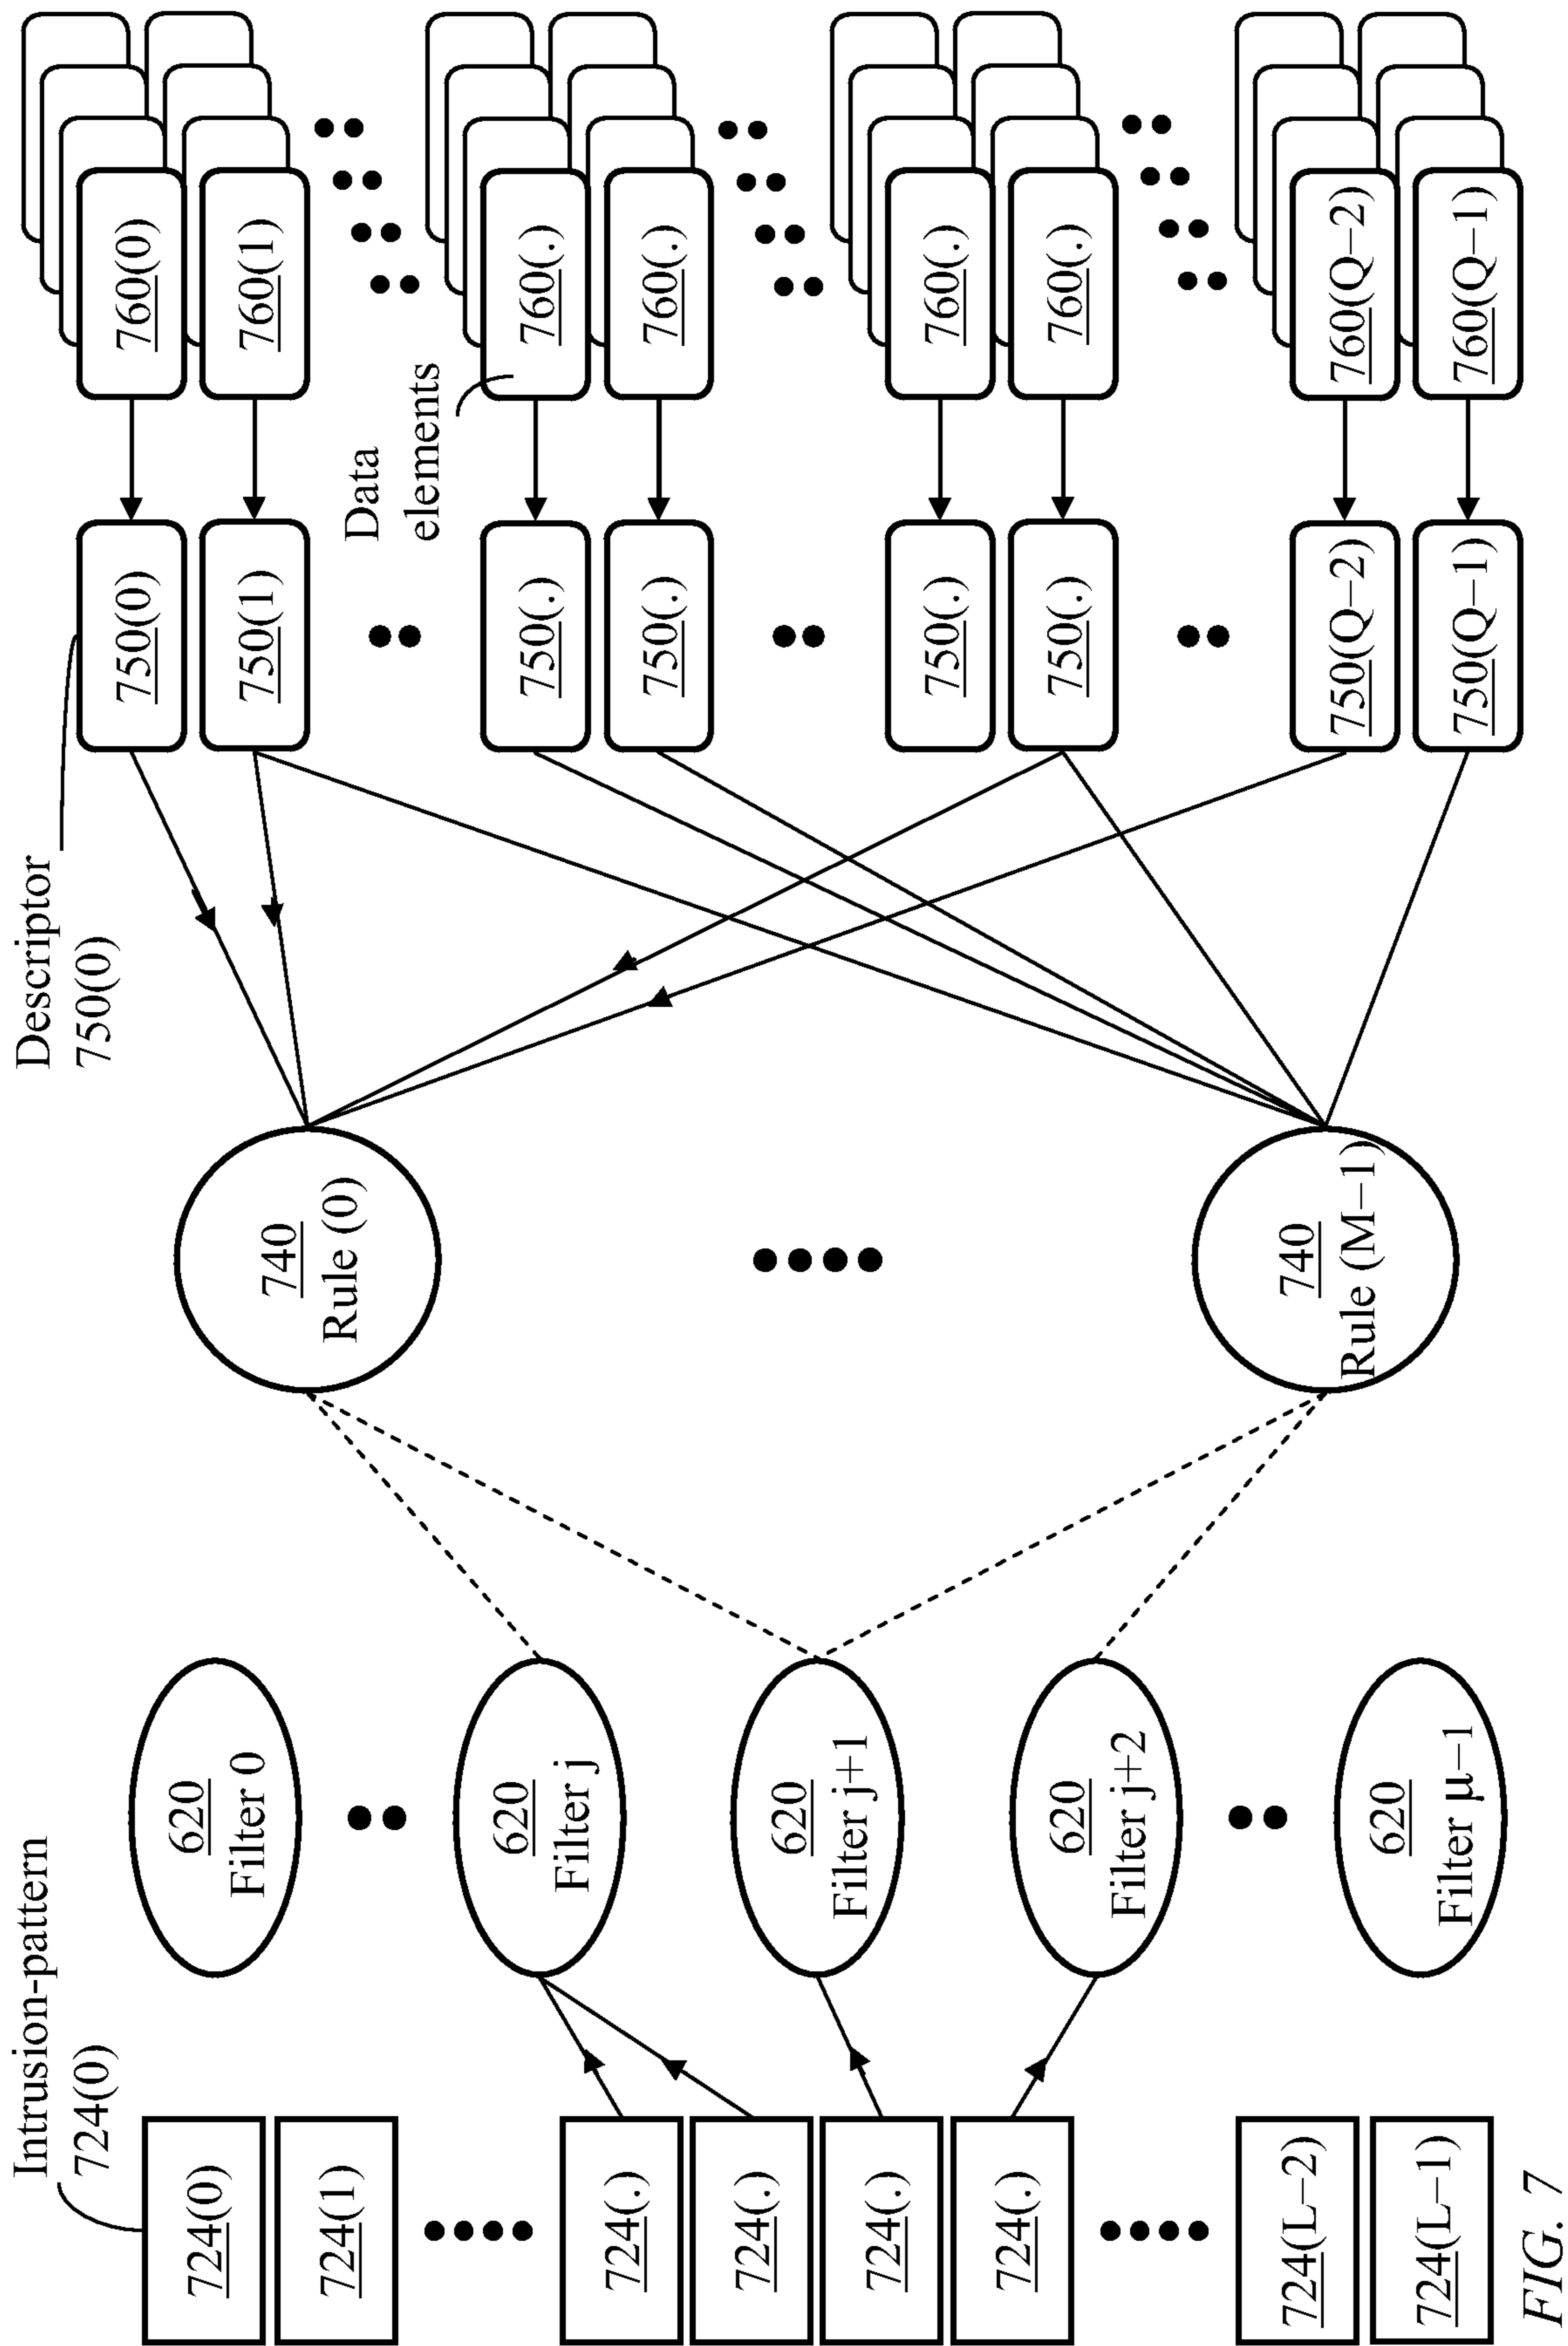 Intrusion-pattern
724(0)
724(0)
724(1)
724(.)
724(.)
724(.)
724(.)
724(L−2)
724(L−1)
620
Filter 0
620
Filter j
620
Filter j+1
620
Filter j+2
620
Filter μ−1
740
Rule (0)
740
Rule (M−1)
Descriptor
750(0)
750(0)
750(1)
750(.)
750(.)
750(.)
750(.)
750(Q−2)
750(Q−1)
Data
elements
760(0)
760(1)
760(.)
760(.)
760(.)
760(.)
760(Q−2)
760(Q−1)
FIG. 7